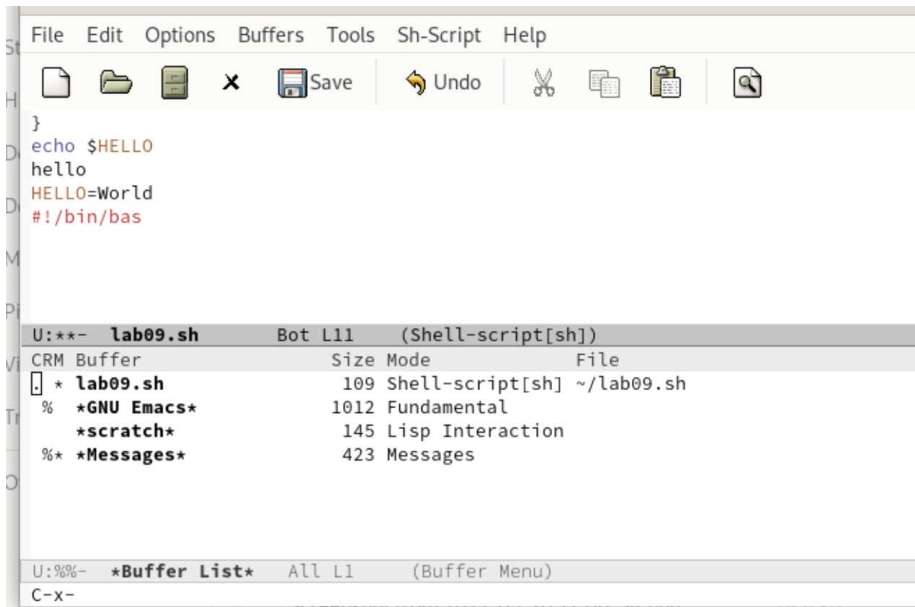 File Edit Options Buffers Tools Sh-Script Help
Save Undo
}
echo $HELLO
hello
HELLO=World
#!/bin/bas
U:**- lab09.sh Bot L11 (Shell-script[sh])
CRM Buffer Size Mode File
. * lab09.sh 109 Shell-script[sh] ~/lab09.sh
% *GNU Emacs* 1012 Fundamental
*scratch* 145 Lisp Interaction
%* *Messages* 423 Messages
U:%%- *Buffer List* All L1 (Buffer Menu)
C-x-